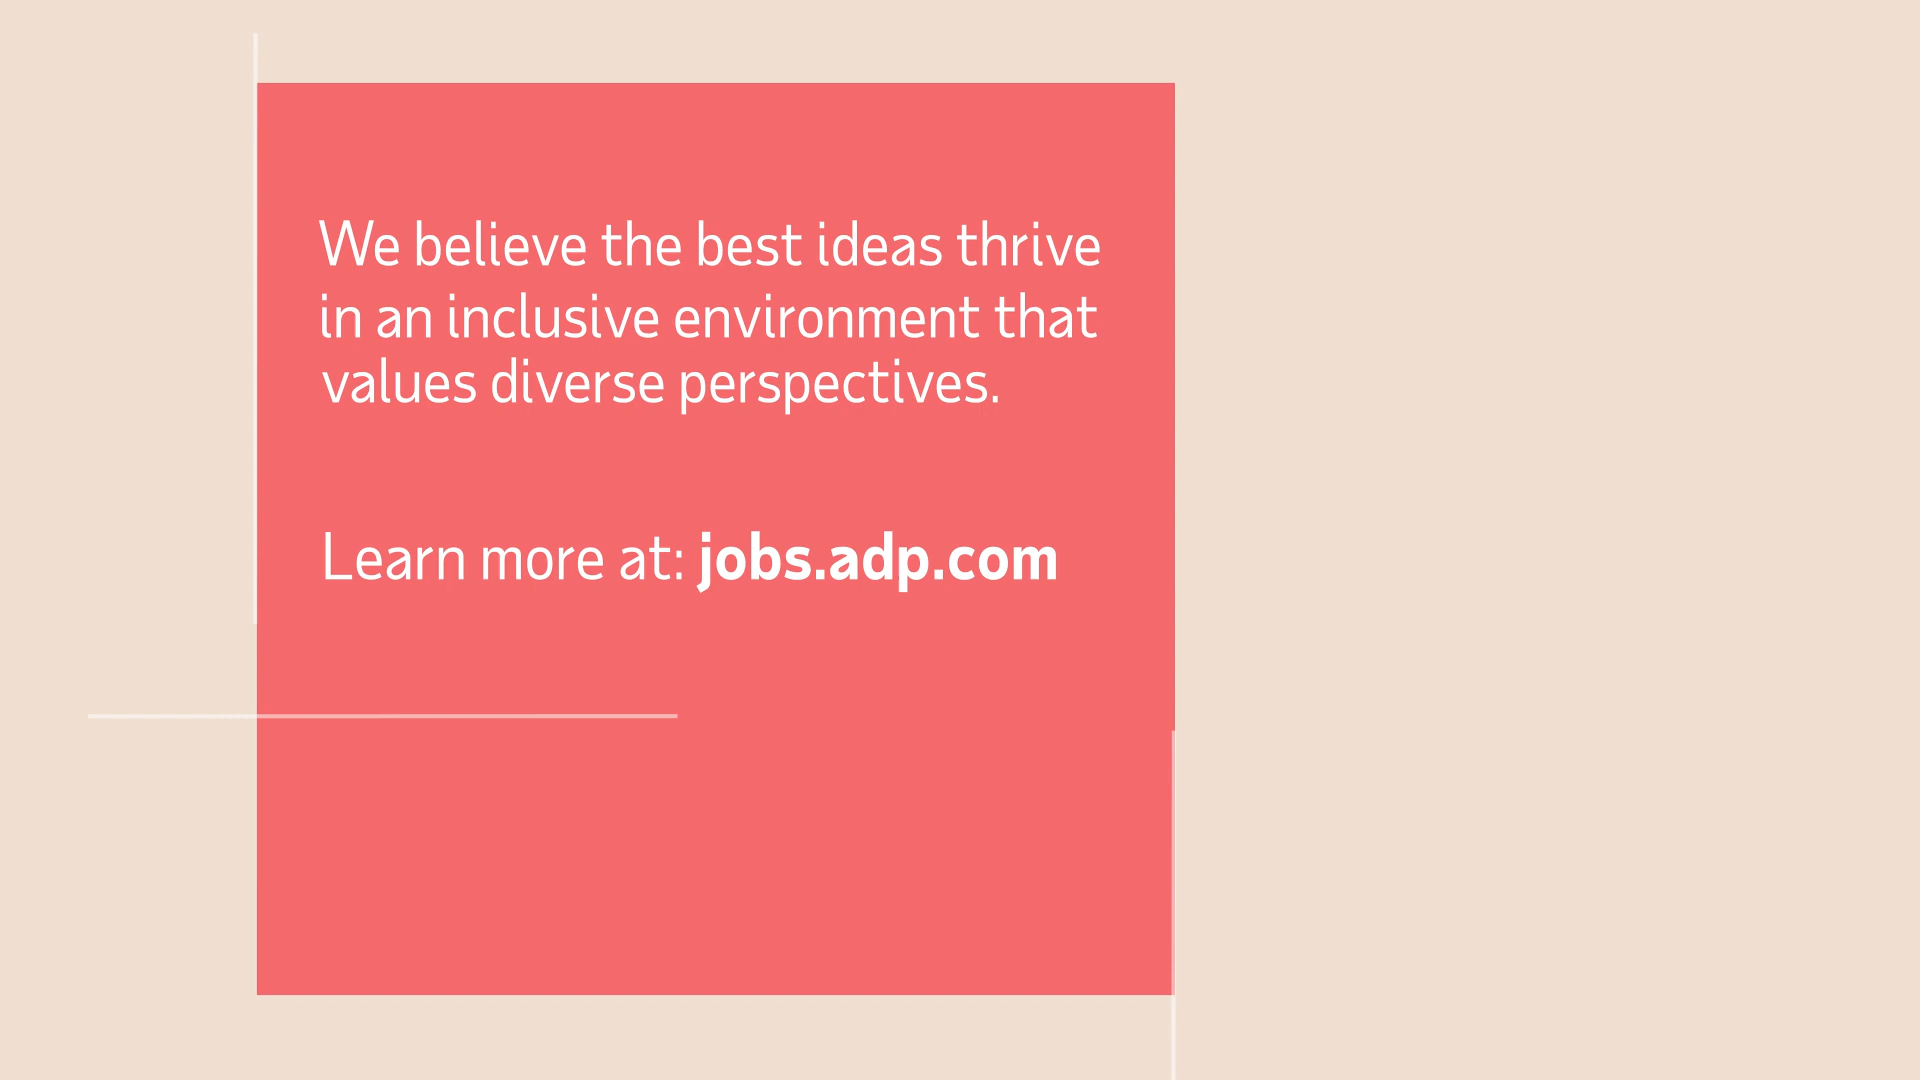 We believe the best ideas thrive
in an inclusive environment that
values diverse perspectives.
Learn more at: jobs.adp.com